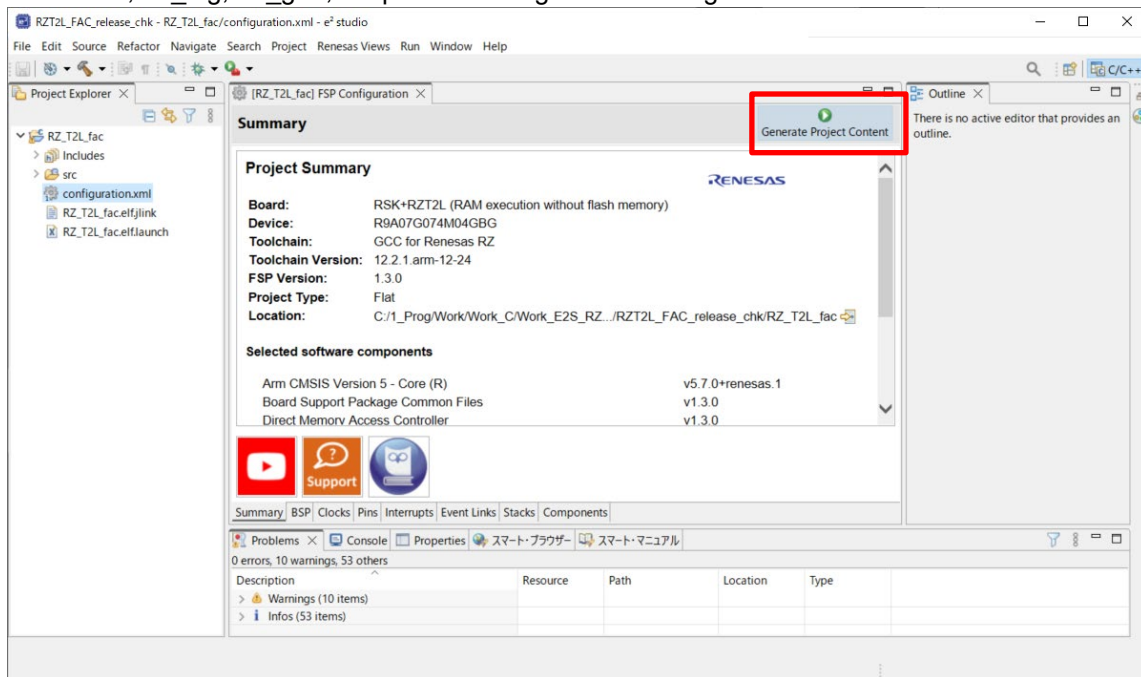 RZT2L_FAC_release_chk - RZ_T2L_fac/configuration.xml - e² studio
File Edit Source Refactor Navigate Search Project Renesas Views Run Window Help
C/C++
Project Explorer
[RZ_T2L_fac] FSP Configuration
Outline
RZ_T2L_fac
Includes
src
configuration.xml
RZ_T2L_fac.elf.jlink
RZ_T2L_fac.elf.launch
Summary
Generate Project Content
There is no active editor that provides an
outline.
Project Summary
RENESAS
Board: RSK+RZT2L (RAM execution without flash memory)
Device: R9A07G074M04GBG
Toolchain: GCC for Renesas RZ
Toolchain Version: 12.2.1.arm-12-24
FSP Version: 1.3.0
Project Type: Flat
Location: C:/1_Prog/Work/Work_C/Work_E2S_RZ.../RZT2L_FAC_release_chk/RZ_T2L_fac
Selected software components
Arm CMSIS Version 5 - Core (R) v5.7.0+renesas.1
Board Support Package Common Files v1.3.0
Direct Memory Access Controller v1.3.0
Support
Summary BSP Clocks Pins Interrupts Event Links Stacks Components
Problems Console Properties スマート・ブラウザー スマート・マニュアル
0 errors, 10 warnings, 53 others
Description Resource Path Location Type
Warnings (10 items)
Infos (53 items)